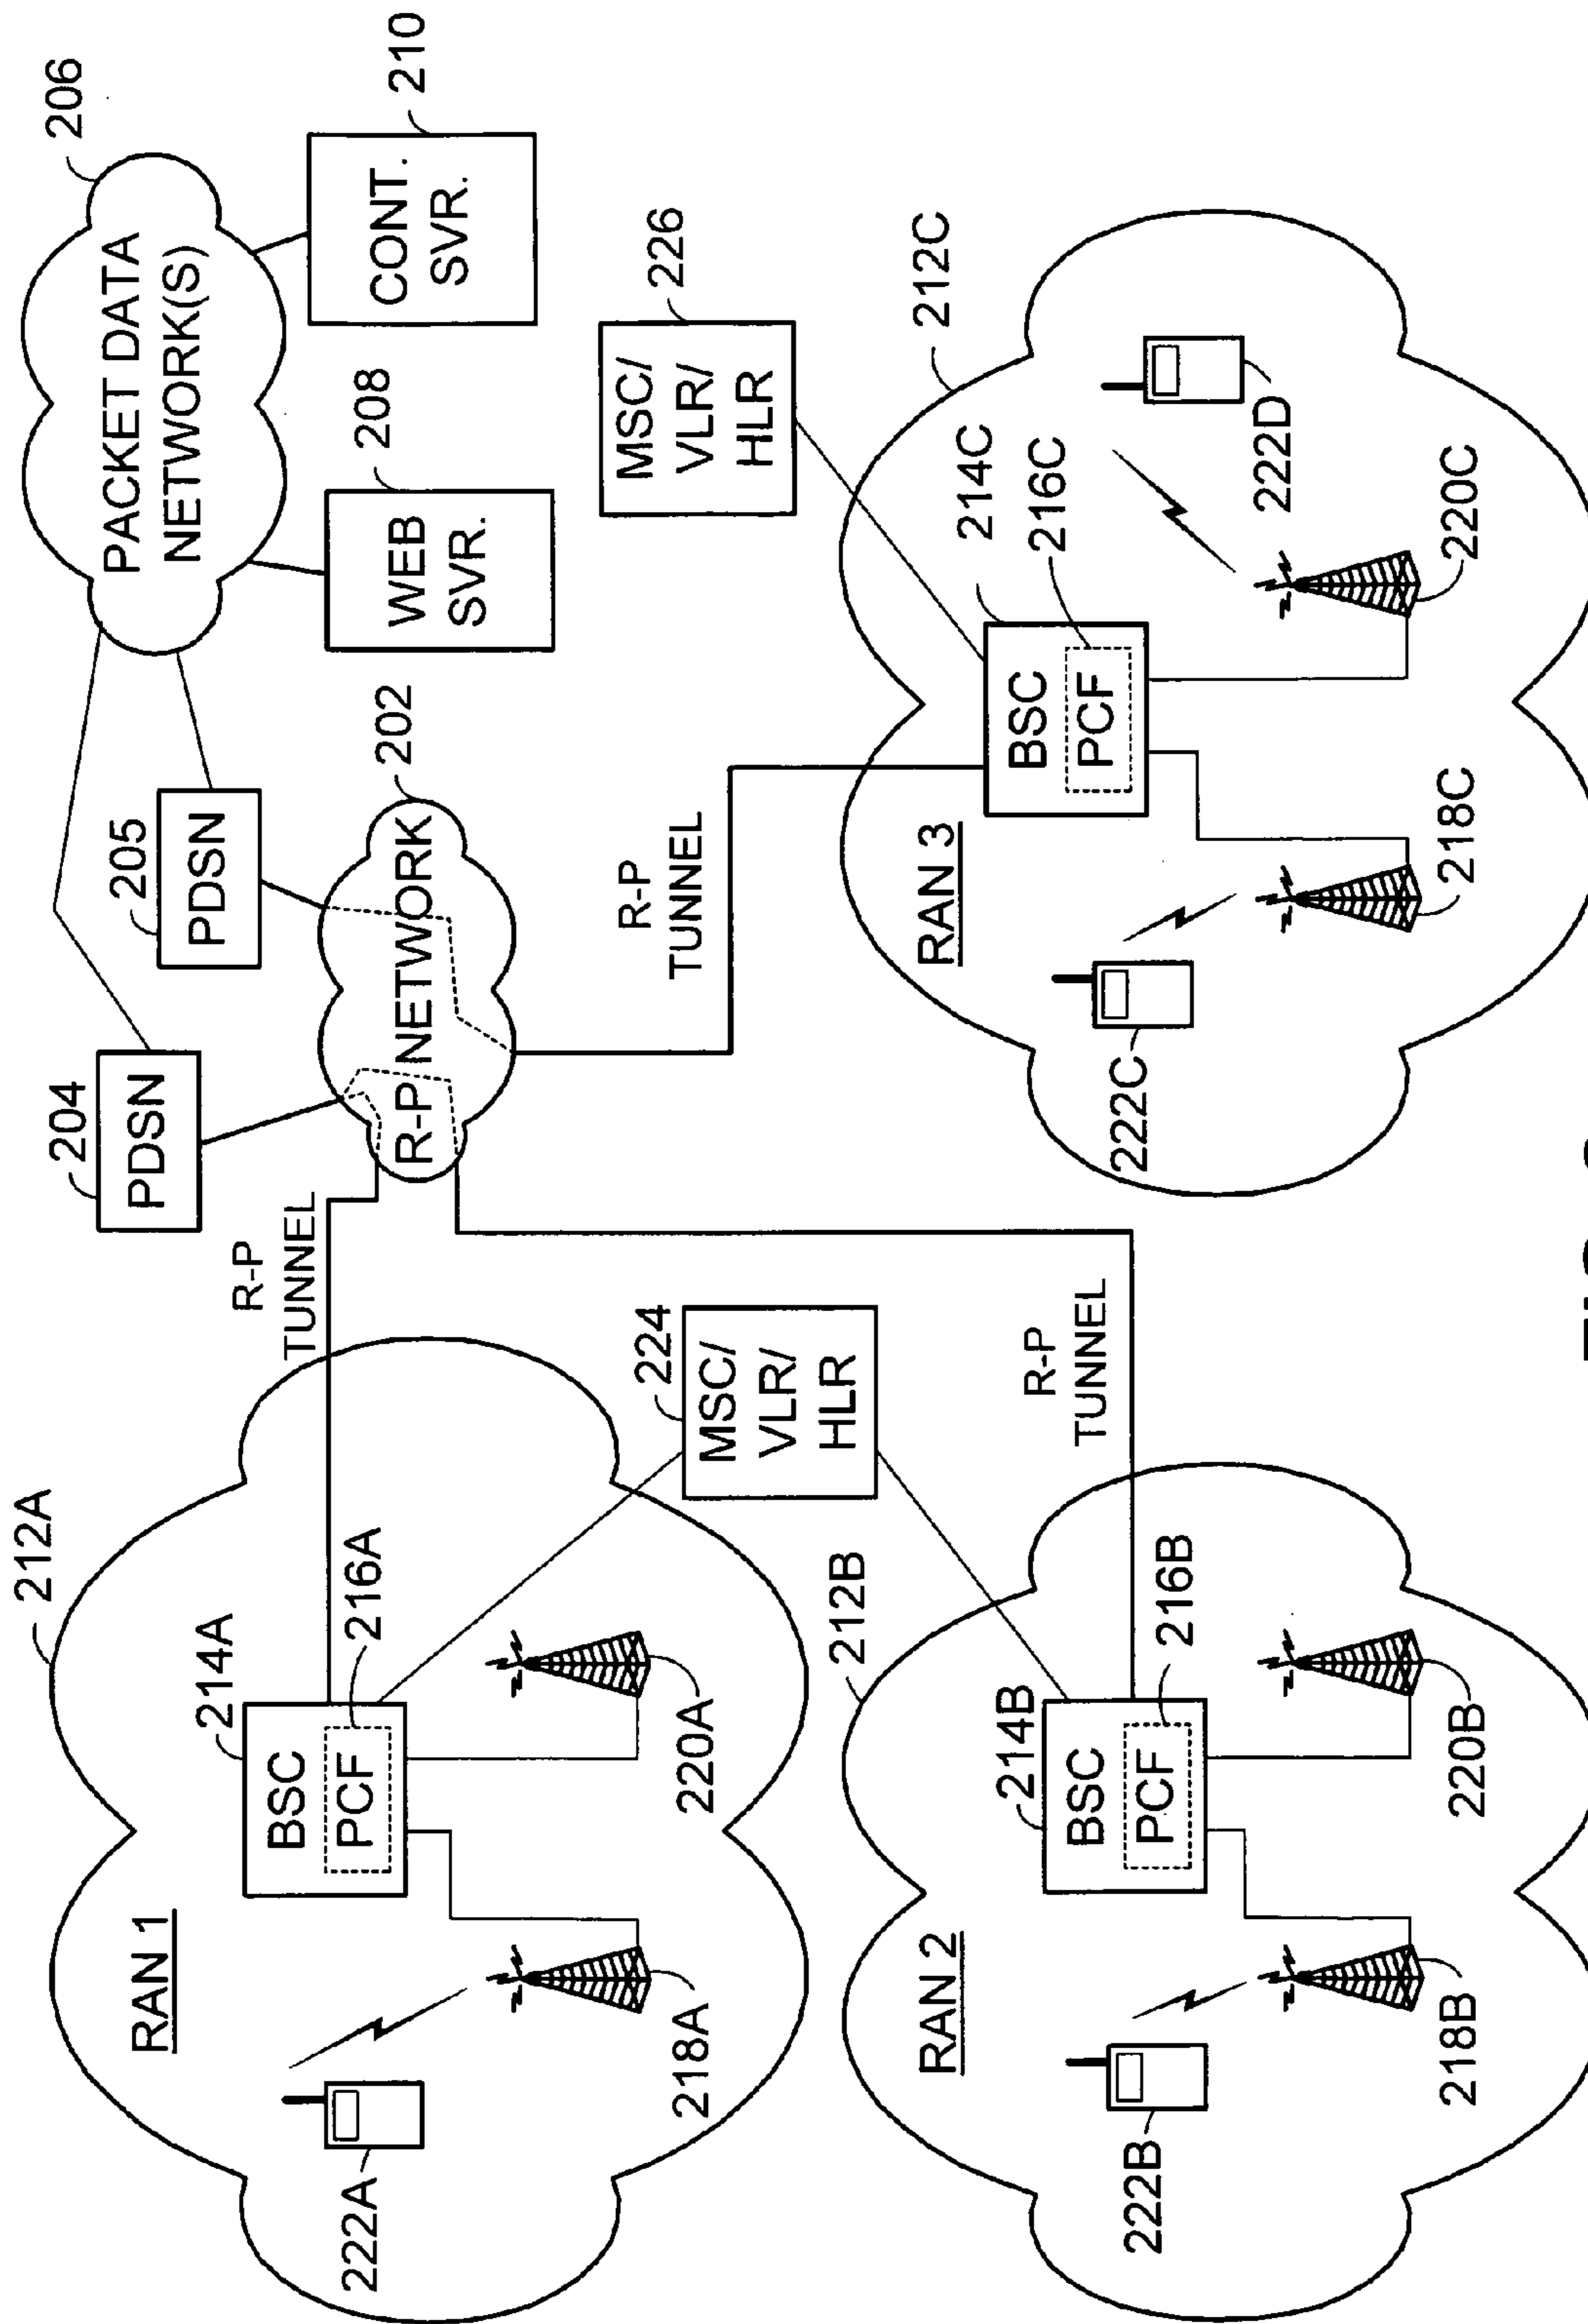 206
PACKET DATA
NETWORK(S)
210
CONT.
SVR.
208
WEB
SVR.
204
PDSN
205
PDSN
202
R-P NETWORK
R-P
TUNNEL
212A
RAN 1
214A
BSC
216A
PCF
218A
220A
222A
224
MSC/
VLR/
HLR
R-P
TUNNEL
212B
RAN 2
214B
BSC
216B
PCF
218B
220B
222B
R-P
TUNNEL
226
MSC/
VLR/
HLR
212C
RAN 3
214C
BSC
216C
PCF
218C
220C
222C
222D